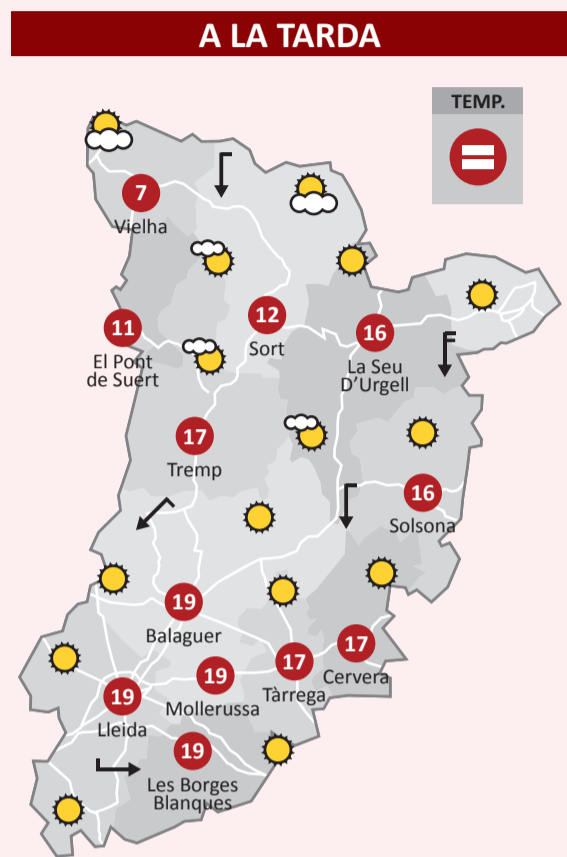 A LA TARDA
TEMP.
7
Vielha
12
Sort
11
El Pont
de Suert
16
La Seu
D'Urgell
17
Tremp
16
Solsona
19
Balaguer
17
Cervera
17
Tàrrega
19
Mollerussa
19
Lleida
19
Les Borges
Blanques